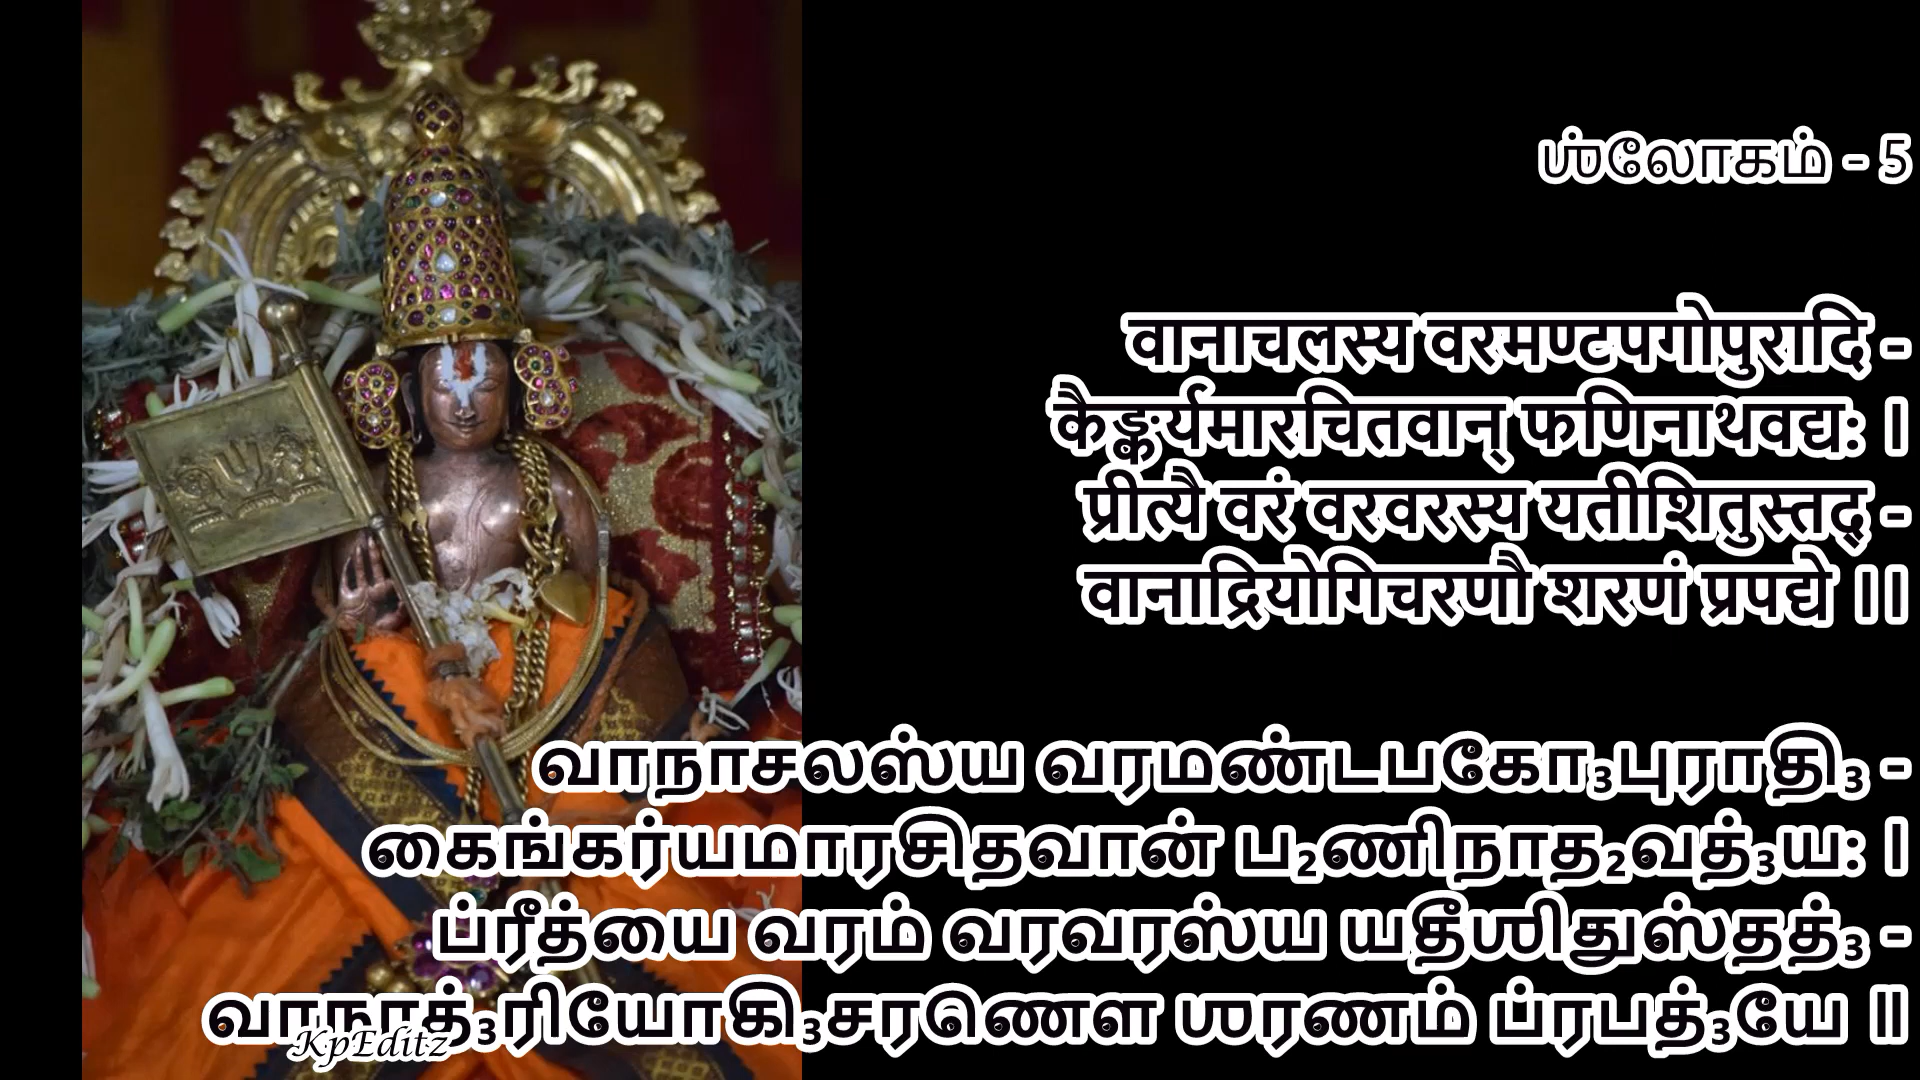 ஶ்லோகம் - 5
वानाचलस्य वरमण्टपगोपुरादि -
कैङ्कर्यमारचितवान् फणिनाथवद्यः ।
प्रीत्यै वरं वरवरस्य यतीशितुस्तद् -
वानाद्रियोगिचरणौ शरणं प्रपद्ये ।।
வாநாசலஸ்ய வரமண்டபகோ₃புராதி₃ -
கைங்கர்யமாரசிதவான் ப₂ணிநாத₂வத்₃ய: |
ப்ரீத்யை வரம் வரவரஸ்ய யதீஶிதுஸ்தத்₃ -
வாநாத்₃ரியோகி₃சரணௌ ஶரணம் ப்ரபத்₃யே ||
KpEditz